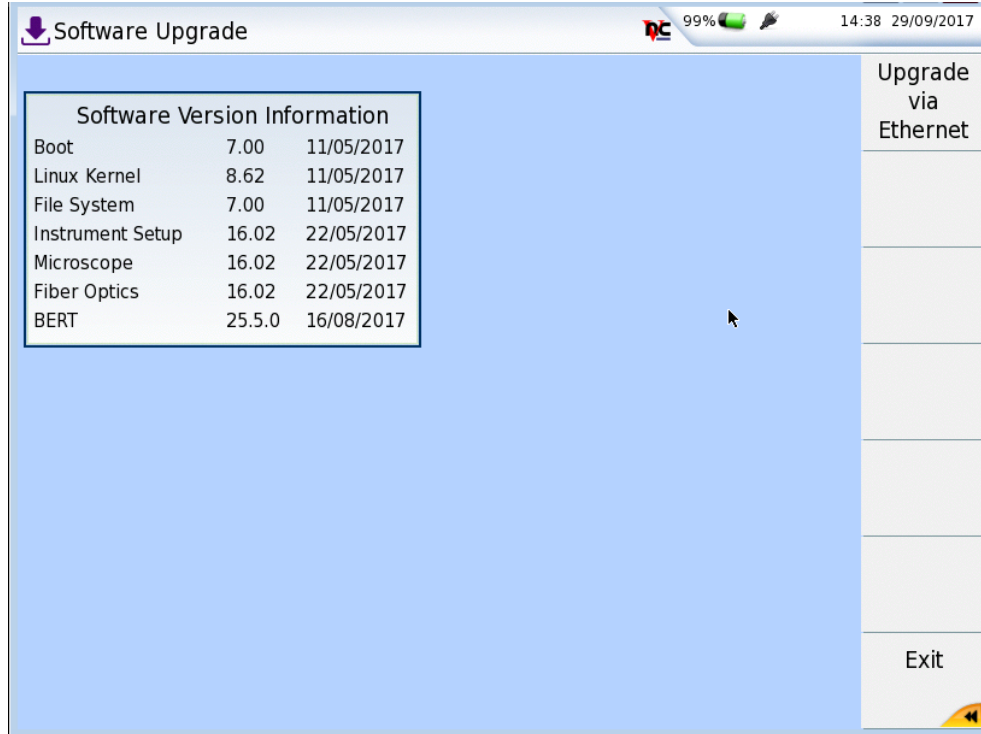 Software Upgrade
99%
14:38 29/09/2017
Software Version Information
Boot 7.00 11/05/2017
Linux Kernel 8.62 11/05/2017
File System 7.00 11/05/2017
Instrument Setup 16.02 22/05/2017
Microscope 16.02 22/05/2017
Fiber Optics 16.02 22/05/2017
BERT 25.5.0 16/08/2017
Upgrade
via
Ethernet
Exit